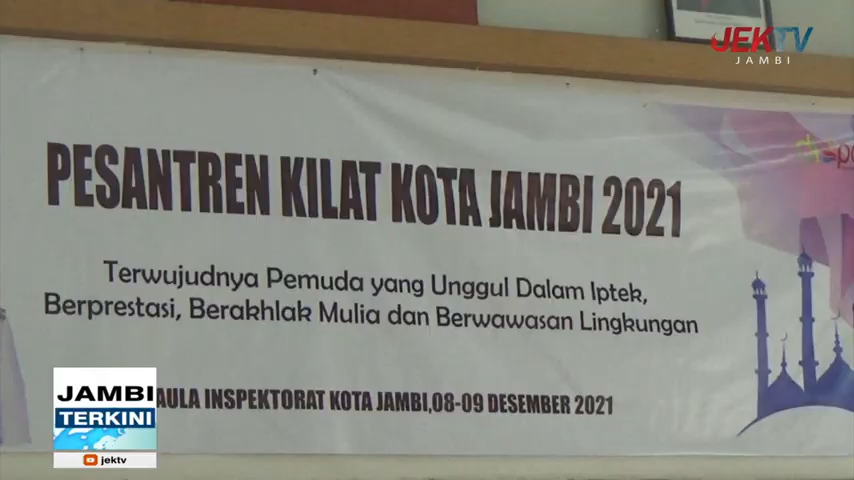 JEKTV
JAMBI
PESANTREN KILAT KOTA JAMBI 2021
Terwujudnya Pemuda yang Unggul Dalam Iptek,
Berprestasi, Berakhlak Mulia dan Berwawasan Lingkungan
AULA INSPEKTORAT KOTA JAMBI,08-09 DESEMBER 2021
JAMBI
TERKINI
jektv